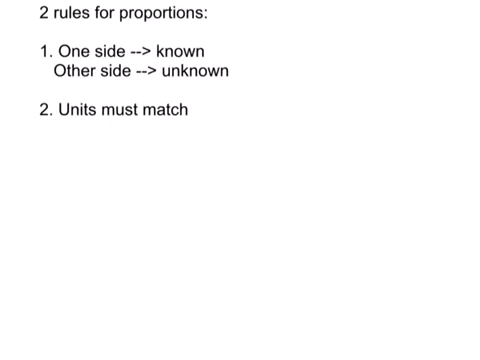 2 rules for proportions:
1. One side --> known
Other side --> unknown
2. Units must match